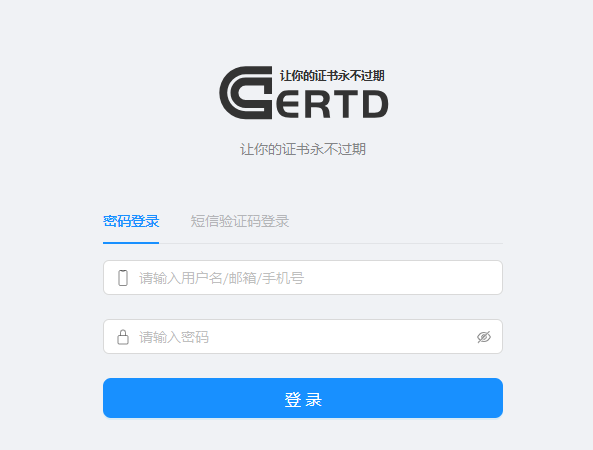 让你的证书永不过期
CERTD
让你的证书永不过期
密码登录 短信验证码登录
请输入用户名/邮箱/手机号
请输入密码
登 录